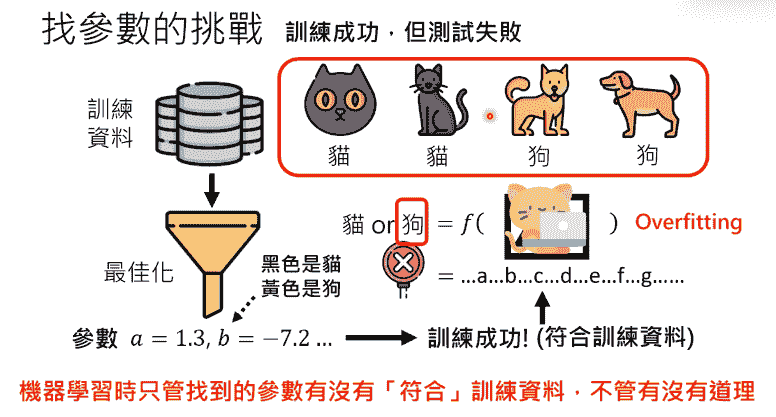 找參數的挑戰 訓練成功，但測試失敗
訓練
資料
貓 貓 狗 狗
貓 or 狗 = f( ) Overfitting
最佳化
黑色是貓
黃色是狗
= …a…b…c…d…e…f…g……
參數 a = 1.3, b = −7.2 …
訓練成功! (符合訓練資料)
機器學習時只管找到的參數有沒有「符合」訓練資料，不管有沒有道理